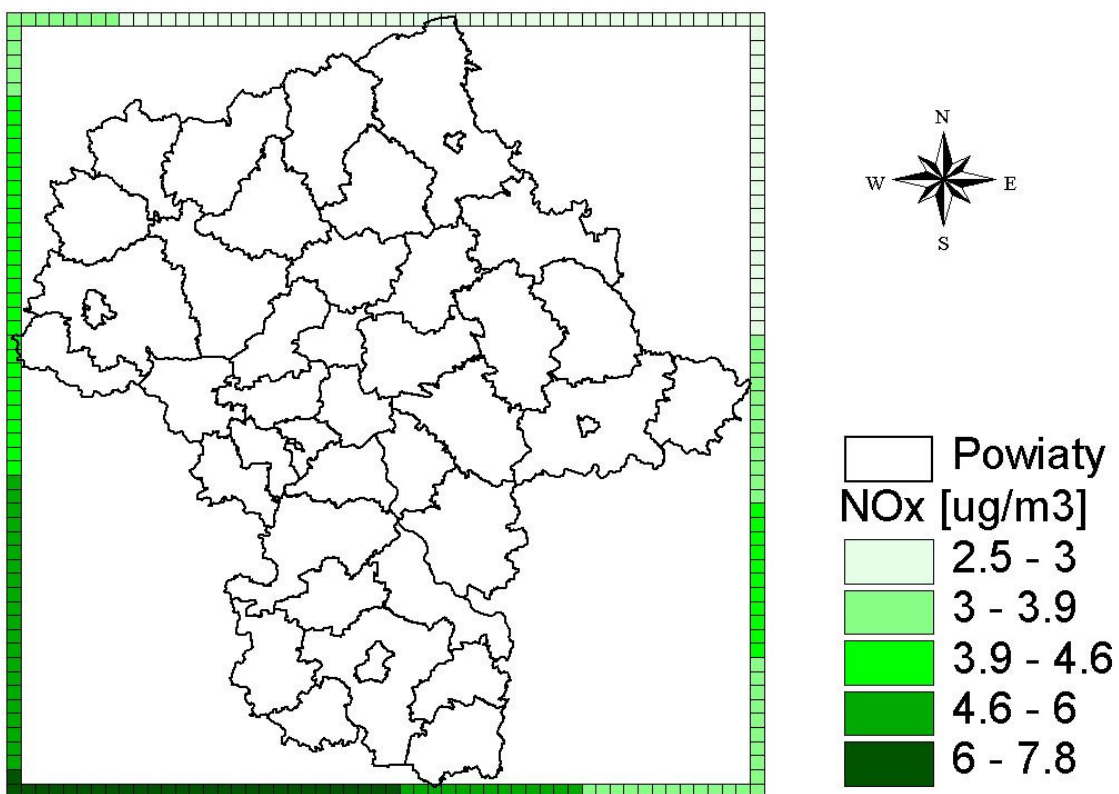 N
W E
S
Powiaty
NOx [ug/m3]
2.5 - 3
3 - 3.9
3.9 - 4.6
4.6 - 6
6 - 7.8